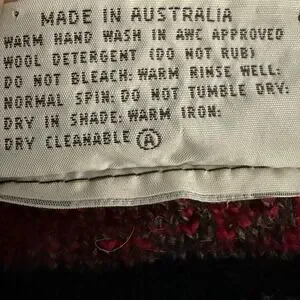 MADE IN AUSTRALIA
WARM HAND WASH IN AWC APPROVED
WOOL DETERGENT (DO NOT RUB)
DO NOT BLEACH: WARM RINSE WELL:
NORMAL SPIN: DO NOT TUMBLE DRY:
DRY IN SHADE: WARM IRON:
DRY CLEANABLE Ⓐ